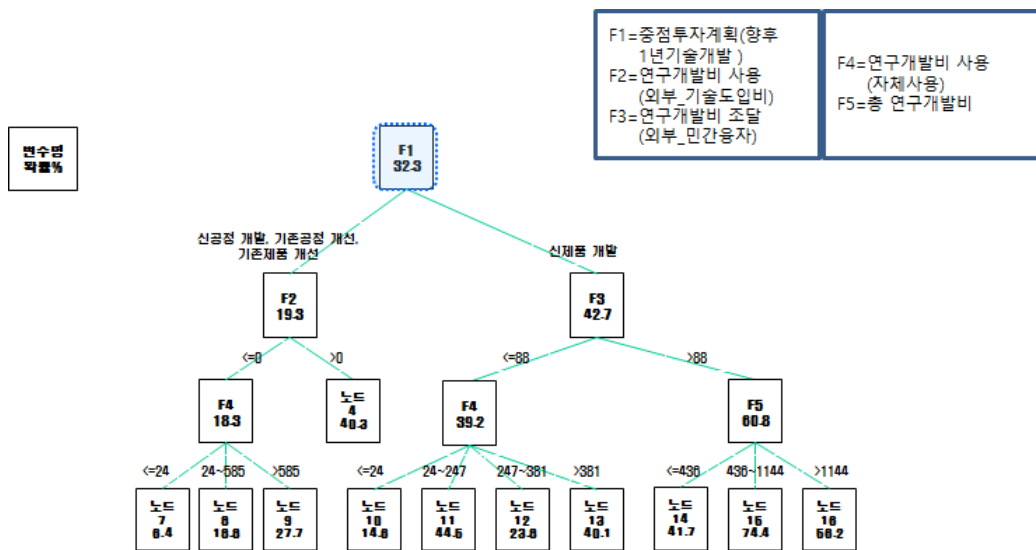 F1=중점투자계획(향후
1년기술개발 )
F2=연구개발비 사용
(외부_기술도입비)
F3=연구개발비 조달
(외부_민간융자)
F4=연구개발비 사용
(자체사용)
F5=총 연구개발비
변수명
확률%
F1
32.3
신공정 개발, 기존공정 개선,
기존제품 개선
신제품 개발
F2
19.3
F3
42.7
<=0
>0
<=88
>88
F4
18.3
노드
4
40.3
F4
39.2
F5
60.8
<=24
24~585
>585
<=24
24~247
247~381
>381
<=436
436~1144
>1144
노드
7
6.4
노드
8
18.8
노드
9
27.7
노드
10
14.6
노드
11
44.5
노드
12
23.8
노드
13
40.1
노드
14
41.7
노드
15
74.4
노드
16
56.2